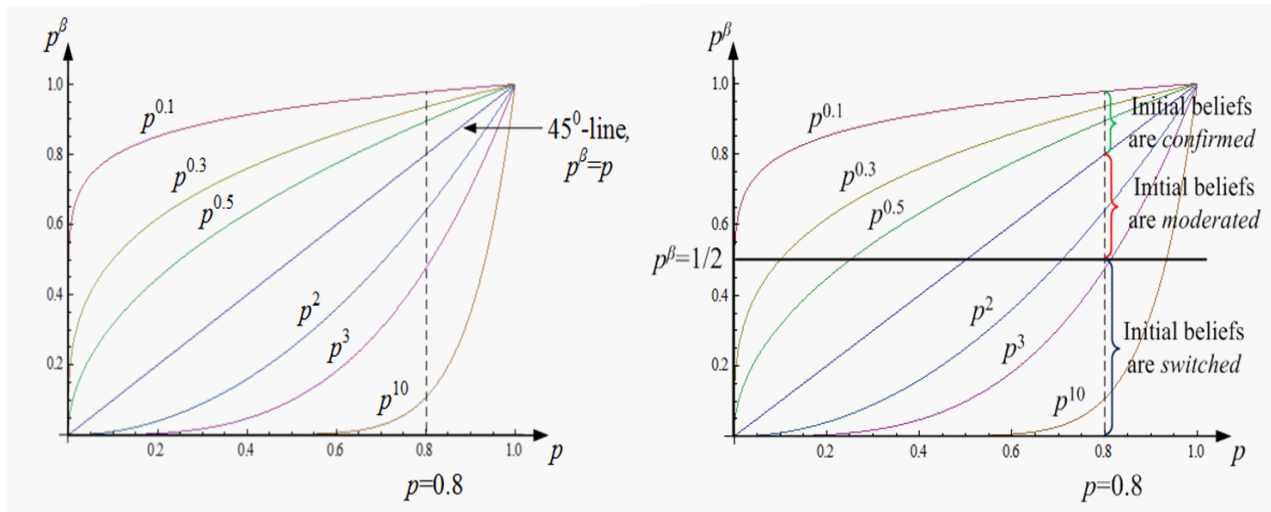 p^β
1.0
p^0.1
45^0-line,
p^β=p
0.8
p^0.3
p^0.5
0.6
0.4
p^2
p^3
0.2
p^10
0.2
0.4
0.6
0.8
1.0
p
p=0.8
p^β
1.0
p^0.1
Initial beliefs
are confirmed
0.8
p^0.3
Initial beliefs
are moderated
p^0.5
0.6
p^β=1/2
0.4
p^2
Initial beliefs
are switched
p^3
0.2
p^10
0.2
0.4
0.6
0.8
1.0
p
p=0.8